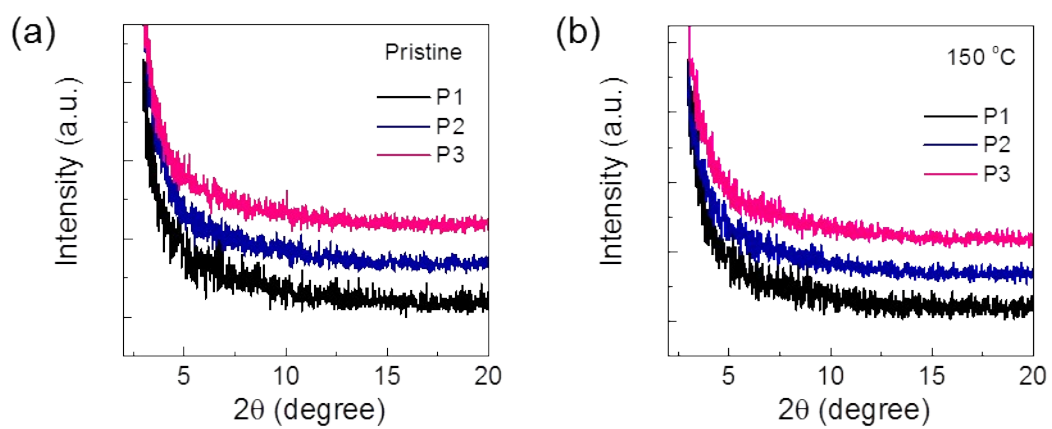 (a)
Pristine
P1
P2
P3
Intensity (a.u.)
5
10
15
20
2θ (degree)
(b)
150 °C
P1
P2
P3
Intensity (a.u.)
5
10
15
20
2θ (degree)